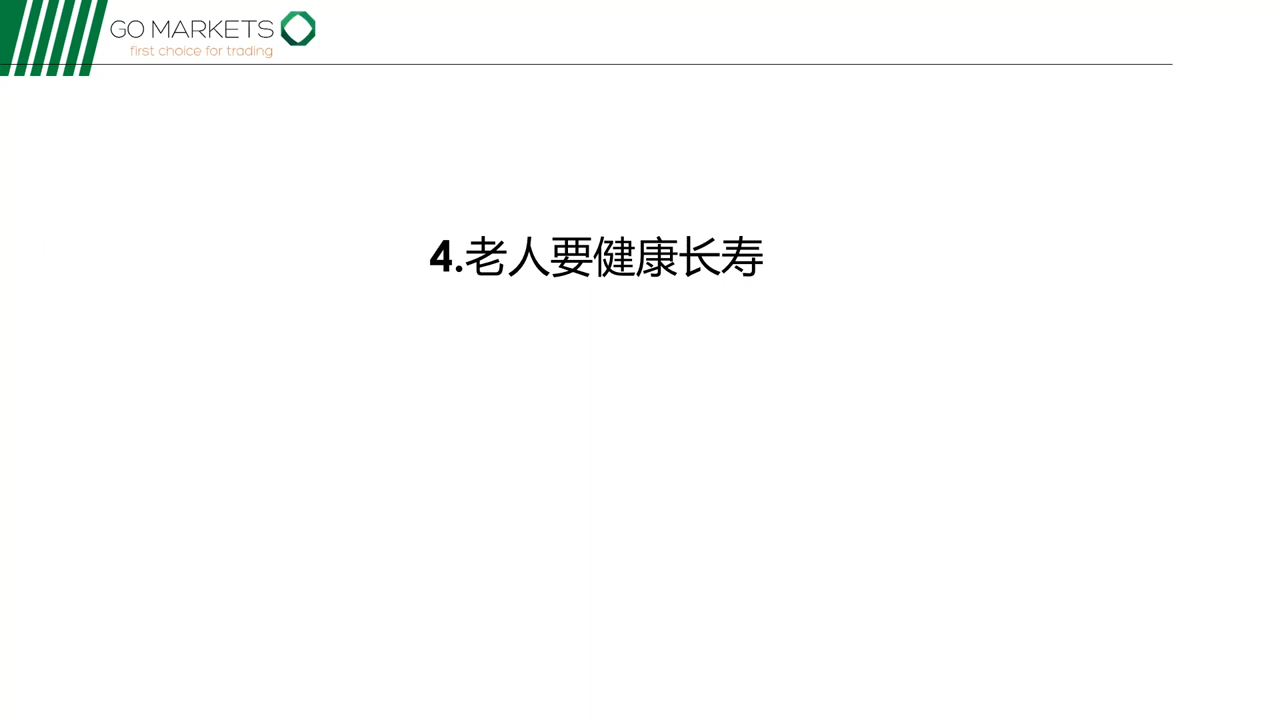 GO MARKETS
first choice for trading
4.老人要健康长寿